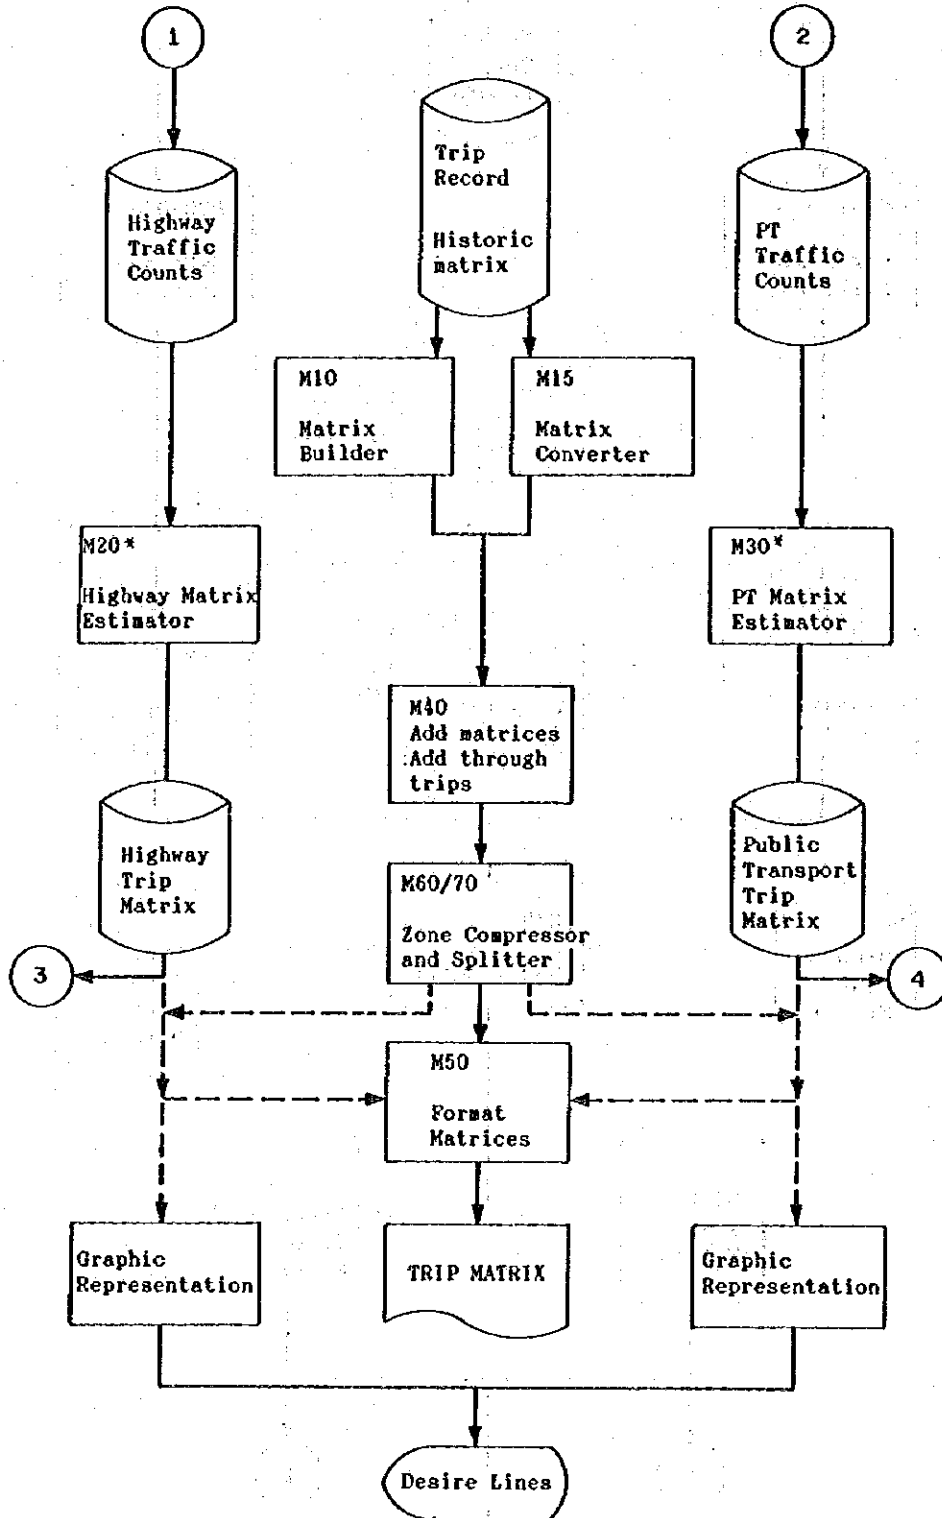 1
2
Trip
Record
Historic
matrix
Highway
Traffic
Counts
PT
Traffic
Counts
M10
Matrix
Builder
M15
Matrix
Converter
M20*
Highway Matrix
Estimator
M30*
PT Matrix
Estimator
M40
Add matrices
Add through
trips
Highway
Trip
Matrix
Public
Transport
Trip
Matrix
M60/70
Zone Compressor
and Splitter
3
4
M50
Format
Matrices
Graphic
Representation
TRIP MATRIX
Graphic
Representation
Desire Lines